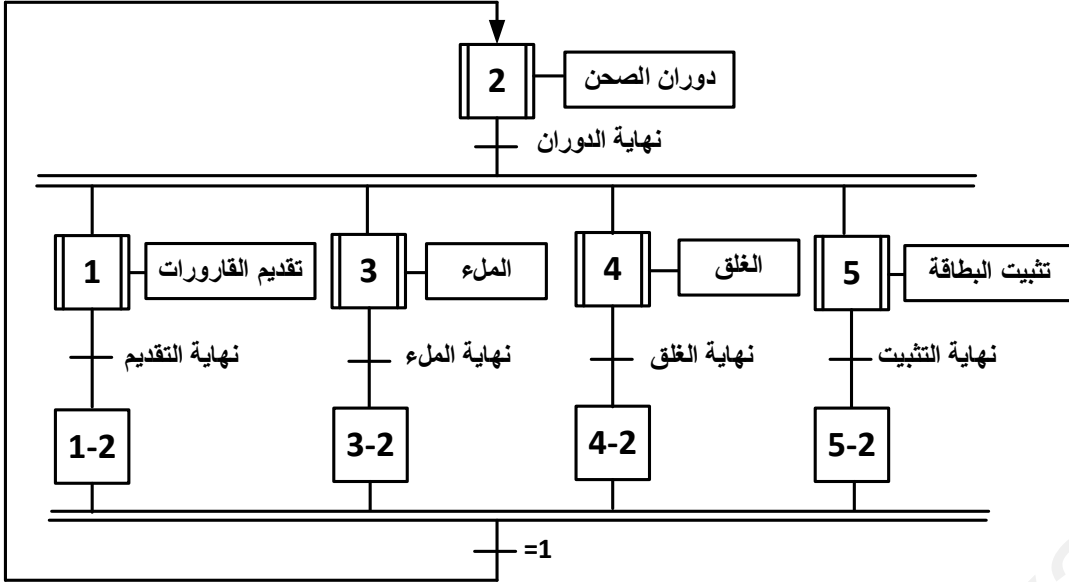 2
دوران الصحن
نهاية الدوران
1
تقديم القارورات
3
الملء
4
الغلق
5
تثبيت البطاقة
نهاية التقديم
نهاية الملء
نهاية الغلق
نهاية التثبيت
1-2
3-2
4-2
5-2
=1